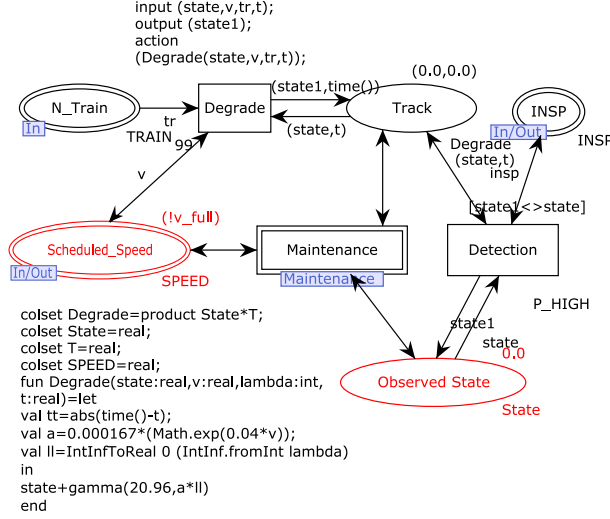 input (state,v,tr,t);
output (state1);
action
(Degrade(state,v,tr,t));
(0.0,0.0)
N_Train
In
tr
TRAIN
99
Degrade
(state1,time())
(state,t)
Track
INSP
In/Out
INSP
Degrade
(state,t)
insp
v
[state1<>state]
(!v_full)
Scheduled_Speed
In/Out
SPEED
Maintenance
Maintenance
Detection
P_HIGH
state1
state
0.0
Observed State
State
colset Degrade=product State*T;
colset State=real;
colset T=real;
colset SPEED=real;
fun Degrade(state:real,v:real,lambda:int,
t:real)=let
val tt=abs(time()-t);
val a=0.000167*(Math.exp(0.04*v));
val ll=IntInfToReal 0 (IntInf.fromInt lambda)
in
state+gamma(20.96,a*ll)
end